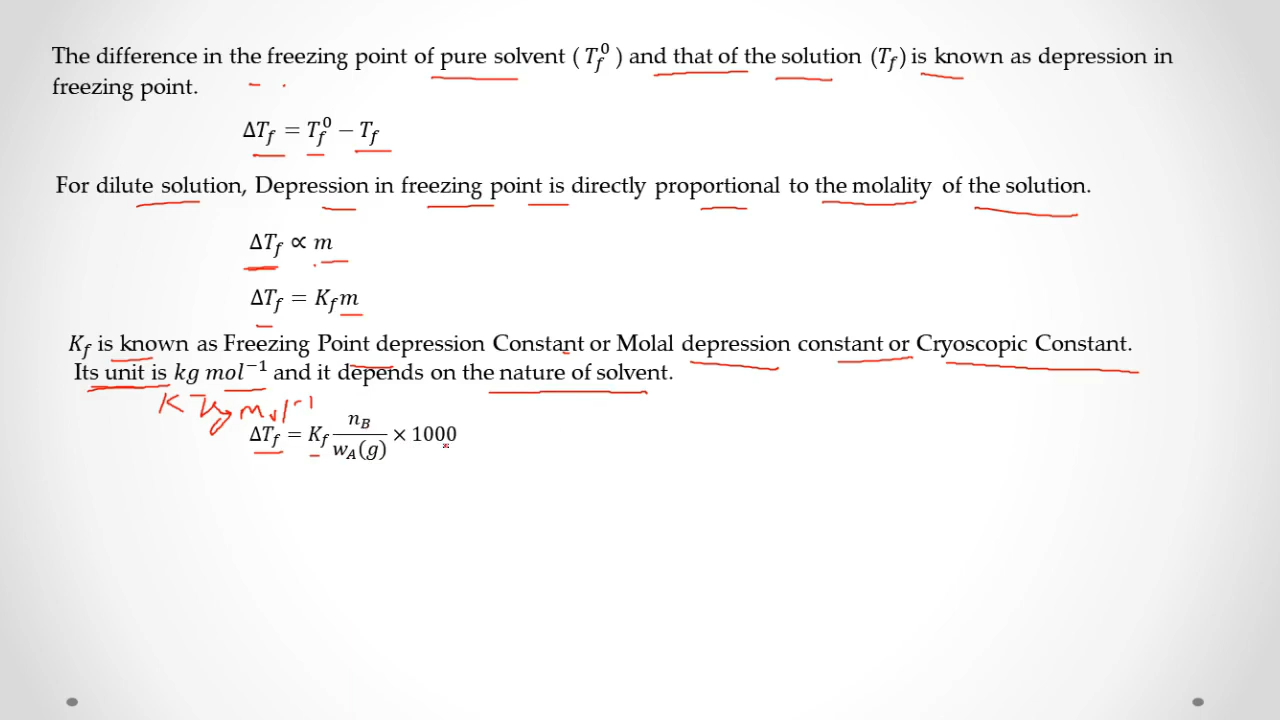 The difference in the freezing point of pure solvent ( T_f^0 ) and that of the solution (T_f) is known as depression in
freezing point.
ΔT_f = T_f^0 − T_f
For dilute solution, Depression in freezing point is directly proportional to the molality of the solution.
ΔT_f ∝ m
ΔT_f = K_f m
K_f is known as Freezing Point depression Constant or Molal depression constant or Cryoscopic Constant.
Its unit is kg mol^−1 and it depends on the nature of solvent.
K Kg mol^-1
ΔT_f = K_f n_B / w_A(g) × 1000